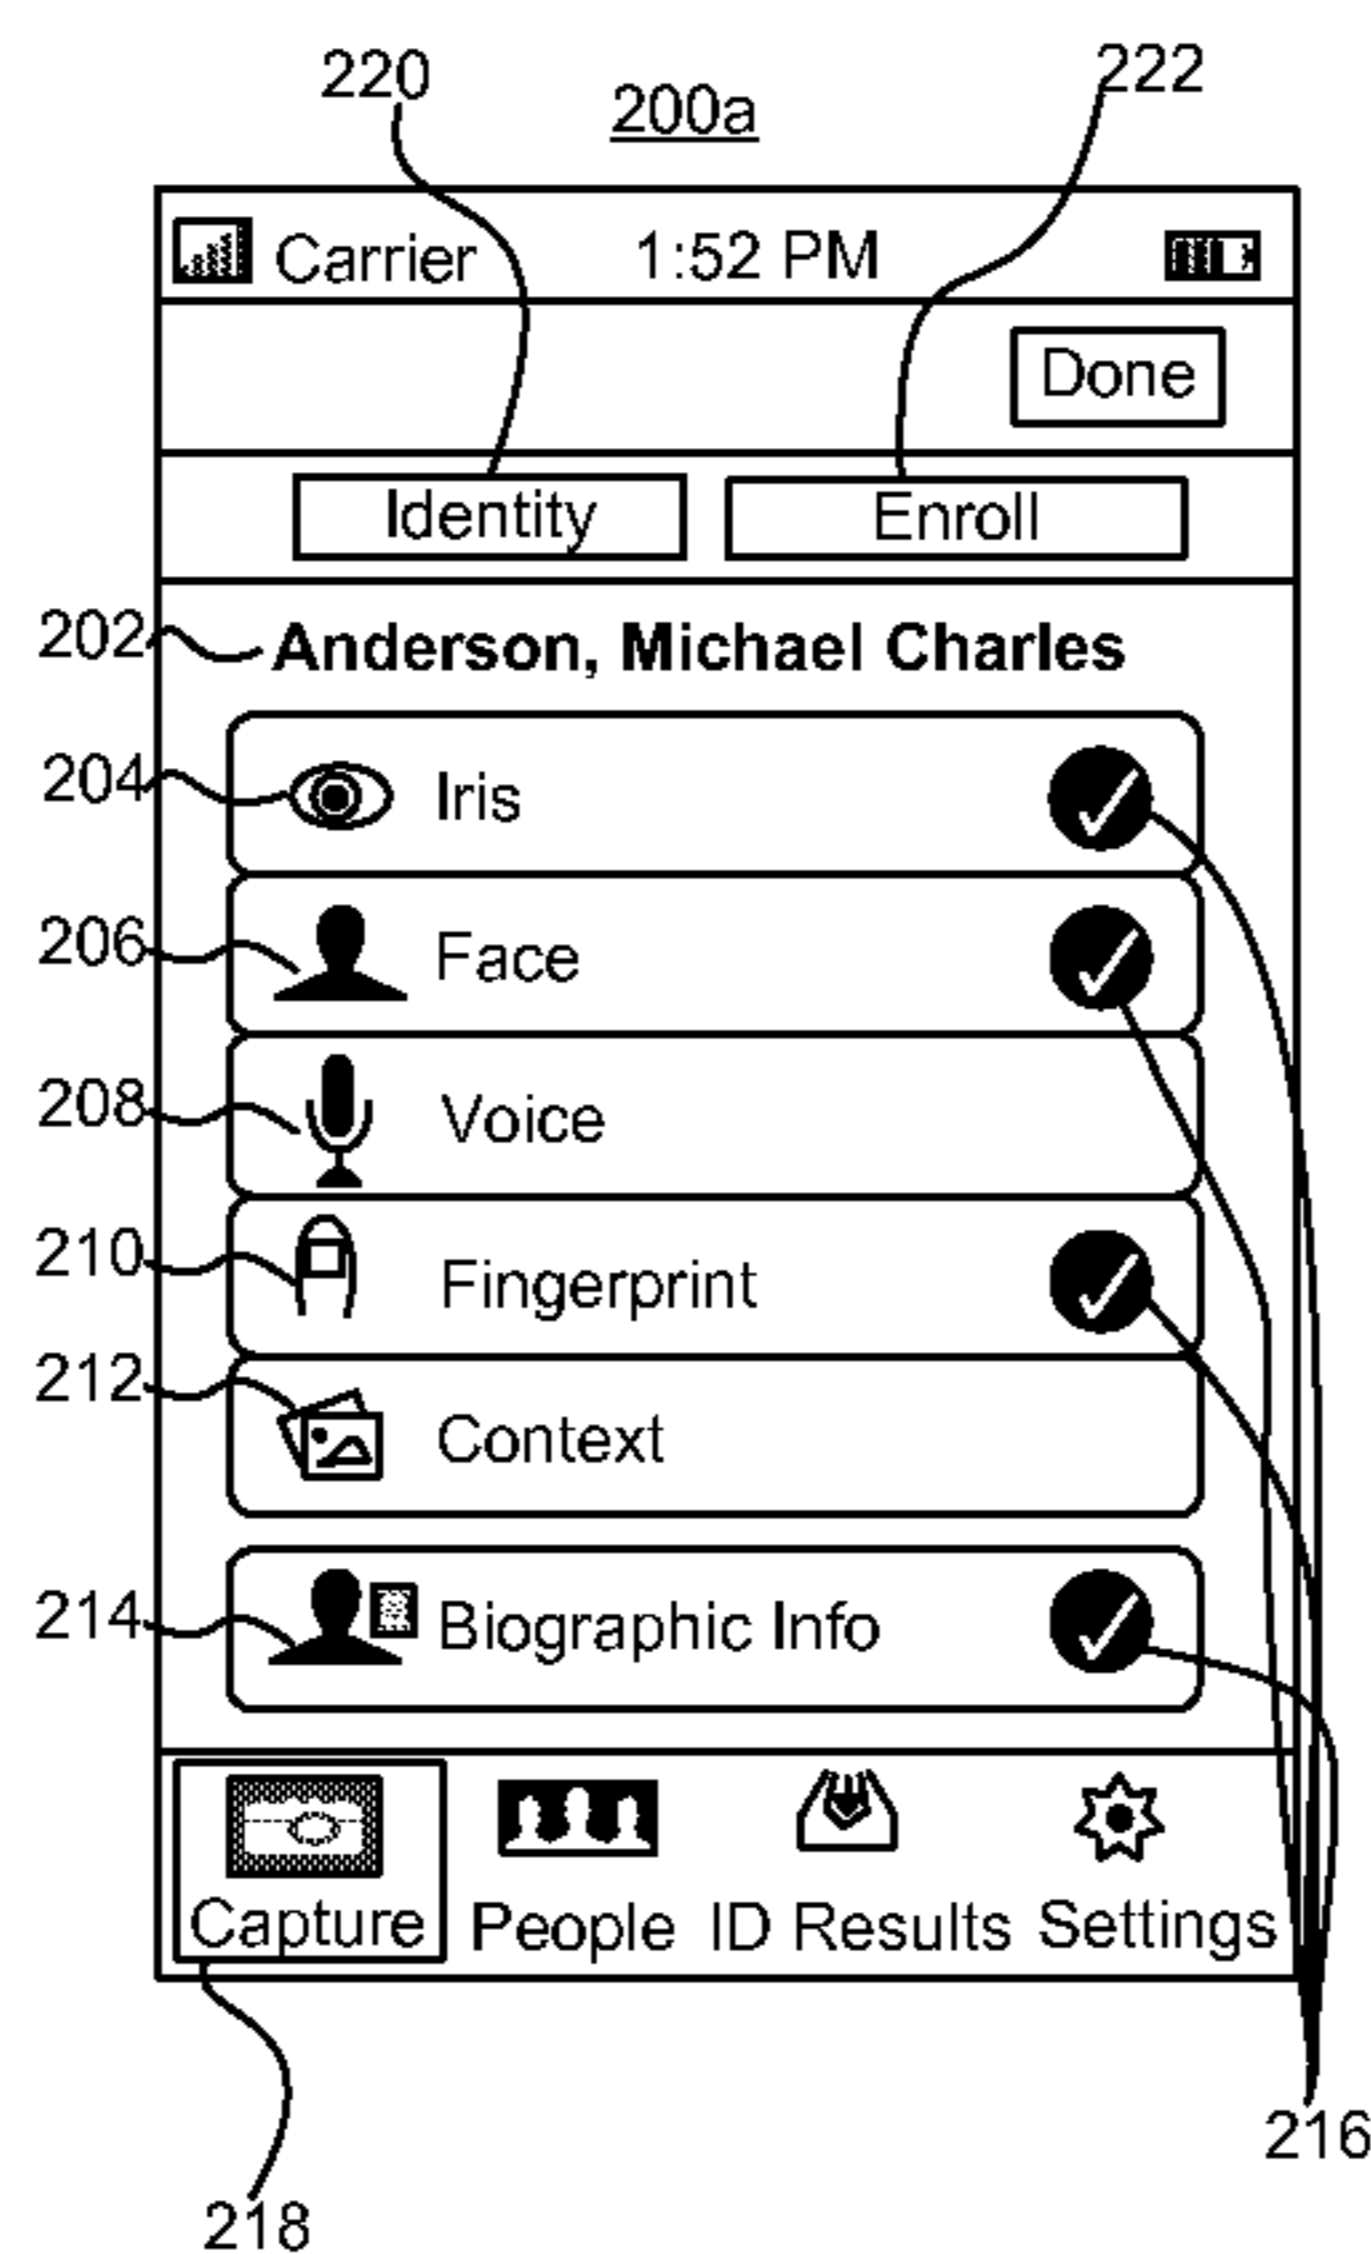 220 200a 222
Carrier 1:52 PM
Done
Identity Enroll
202 Anderson, Michael Charles
204 Iris
206 Face
208 Voice
210 Fingerprint
212 Context
214 Biographic Info
Capture People ID Results Settings
216
218